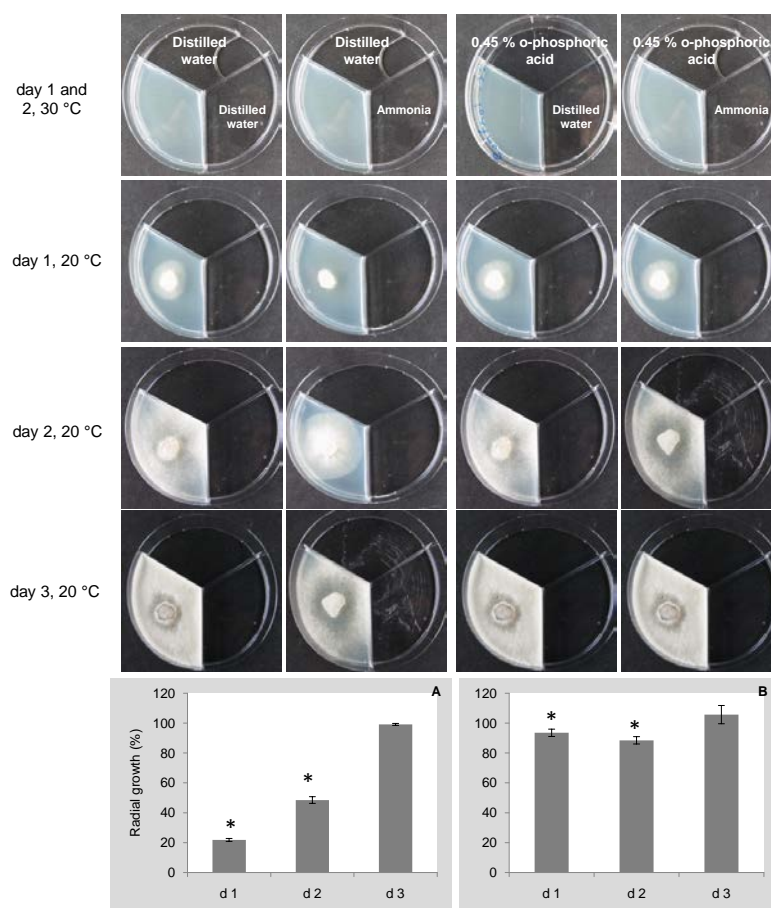 day 1 and
2, 30 °C
Distilled
water
Distilled
water
Distilled
water
Ammonia
0.45 % o-phosphoric
acid
Distilled
water
0.45 % o-phosphoric
acid
Ammonia
day 1, 20 °C
day 2, 20 °C
day 3, 20 °C
A
Radial growth (%)
120
100
80
60
40
20
0
*
*
d 1
d 2
d 3
B
120
100
80
60
40
20
0
*
*
d 1
d 2
d 3